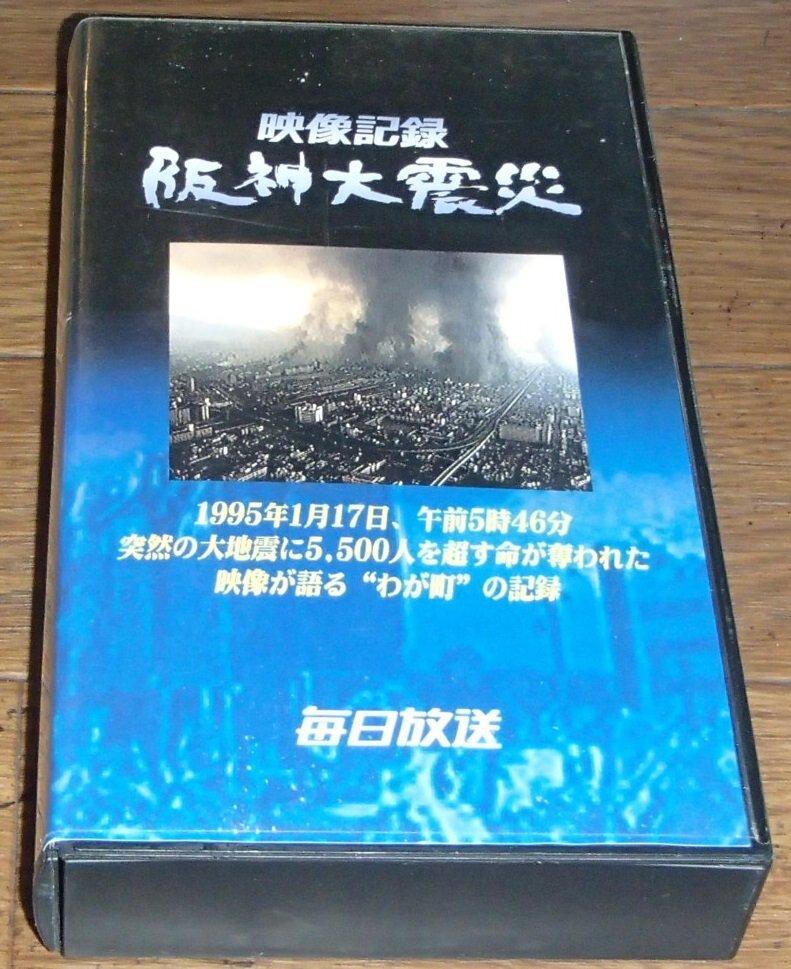 映像記録
阪神大震災
1995年1月17日、午前5時46分
突然の大地震に5,500人を超す命が奪われた
映像が語る“わが町”の記録
毎日放送